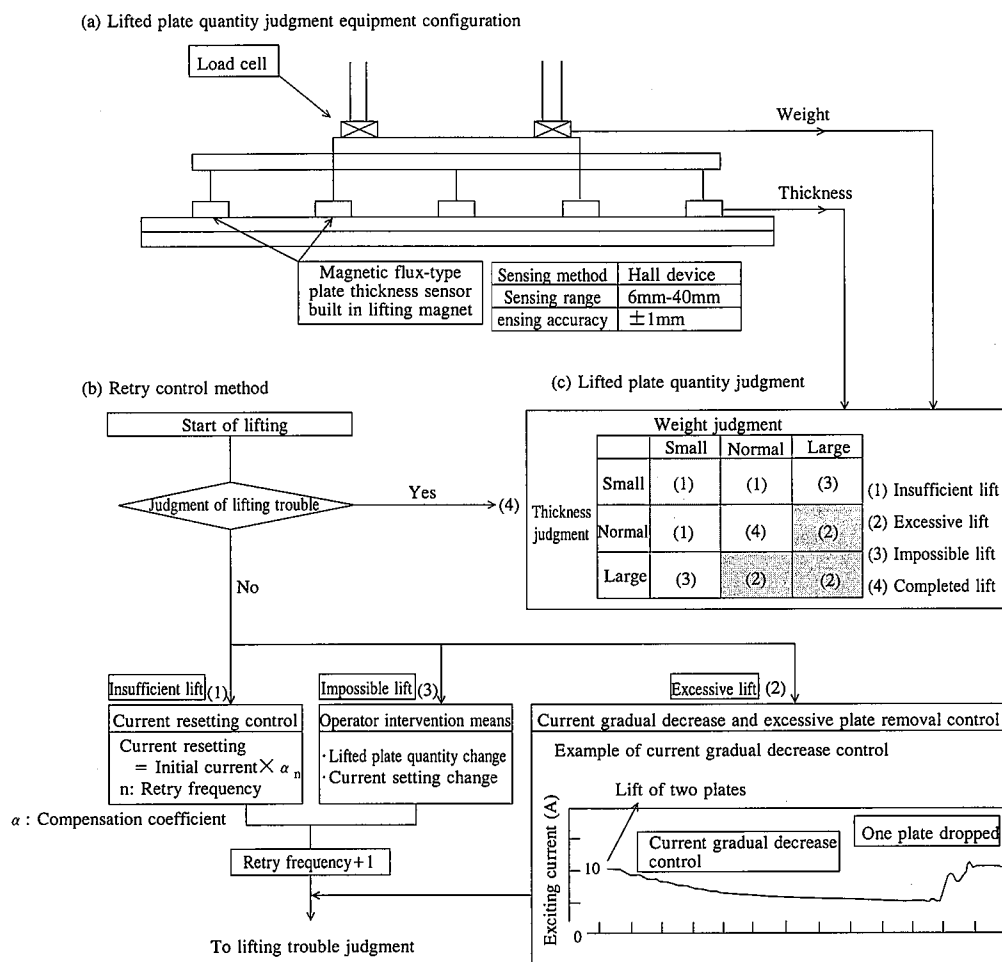 (a) Lifted plate quantity judgment equipment configuration
Load cell
Weight
Thickness
Magnetic flux-type
plate thickness sensor
built in lifting magnet
Sensing method Hall device
Sensing range 6mm-40mm
ensing accuracy ±1mm
(b) Retry control method
Start of lifting
Judgment of lifting trouble
Yes
(4)
No
(c) Lifted plate quantity judgment
Weight judgment
Small Normal Large
Thickness
judgment
Small (1) (1) (3)
Normal (1) (4) (2)
Large (3) (2) (2)
(1) Insufficient lift
(2) Excessive lift
(3) Impossible lift
(4) Completed lift
Insufficient lift (1)
Current resetting control
Current resetting
= Initial current × αn
n: Retry frequency
α : Compensation coefficient
Impossible lift (3)
Operator intervention means
·Lifted plate quantity change
·Current setting change
Retry frequency+1
To lifting trouble judgment
Excessive lift (2)
Current gradual decrease and excessive plate removal control
Example of current gradual decrease control
Lift of two plates
Current gradual decrease
control
One plate dropped
Exciting current (A)
10
0